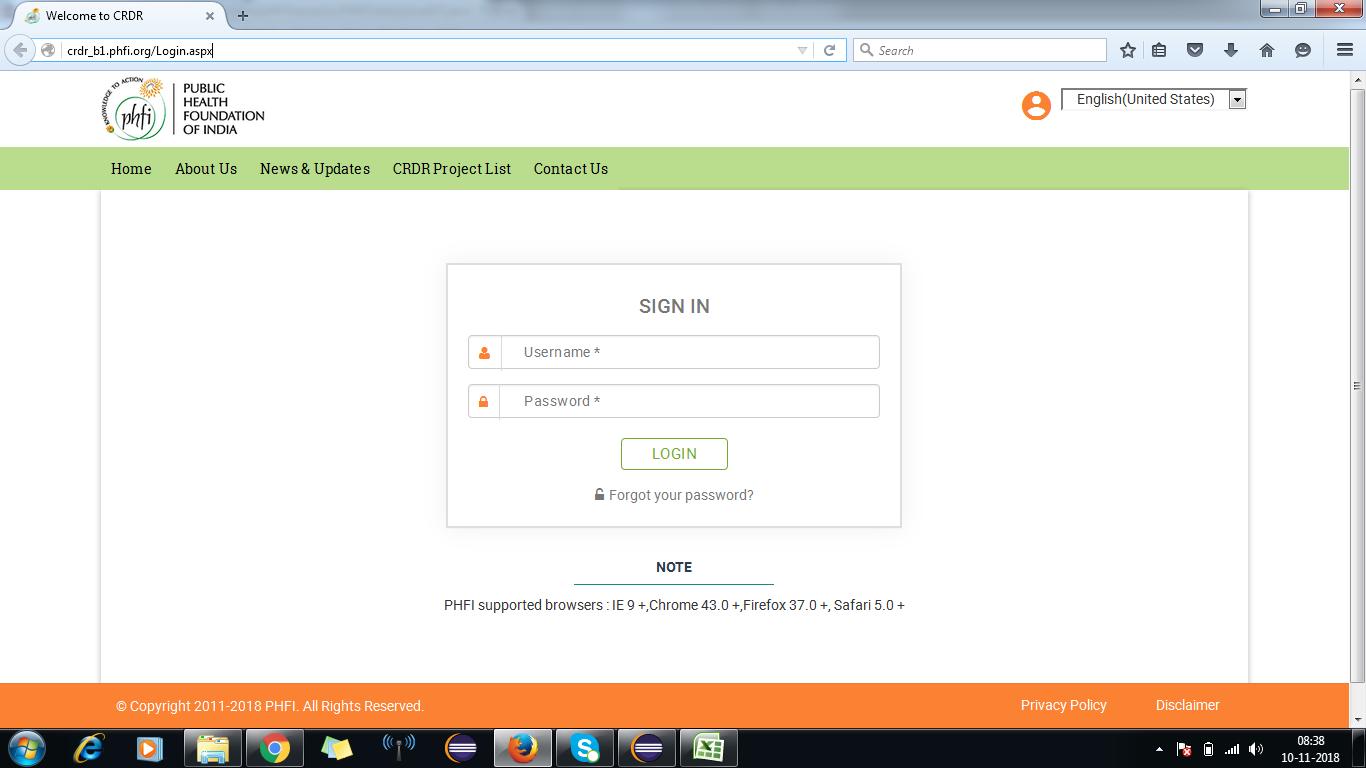 Welcome to CRDR
crdr_b1.phfi.org/Login.aspx
Search
KNOWLEDGE TO ACTION
phfi
PUBLIC
HEALTH
FOUNDATION
OF INDIA
English(United States)
Home About Us News & Updates CRDR Project List Contact Us
SIGN IN
Username *
Password *
LOGIN
Forgot your password?
NOTE
PHFI supported browsers : IE 9 +,Chrome 43.0 +,Firefox 37.0 +, Safari 5.0 +
© Copyright 2011-2018 PHFI. All Rights Reserved. Privacy Policy Disclaimer
08:38
10-11-2018